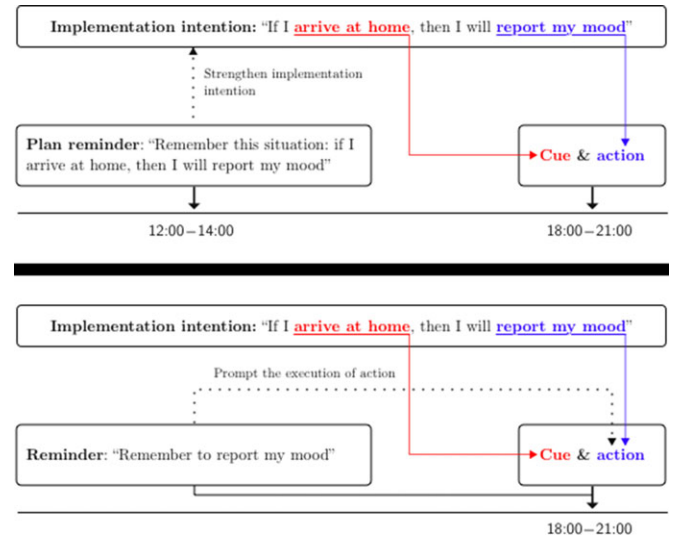 Implementation intention: “If I arrive at home, then I will report my mood”
Strengthen implementation
intention
Plan reminder: “Remember this situation: if I
arrive at home, then I will report my mood”
Cue & action
12:00–14:00
18:00–21:00
Implementation intention: “If I arrive at home, then I will report my mood”
Prompt the execution of action
Reminder: “Remember to report my mood”
Cue & action
18:00–21:00